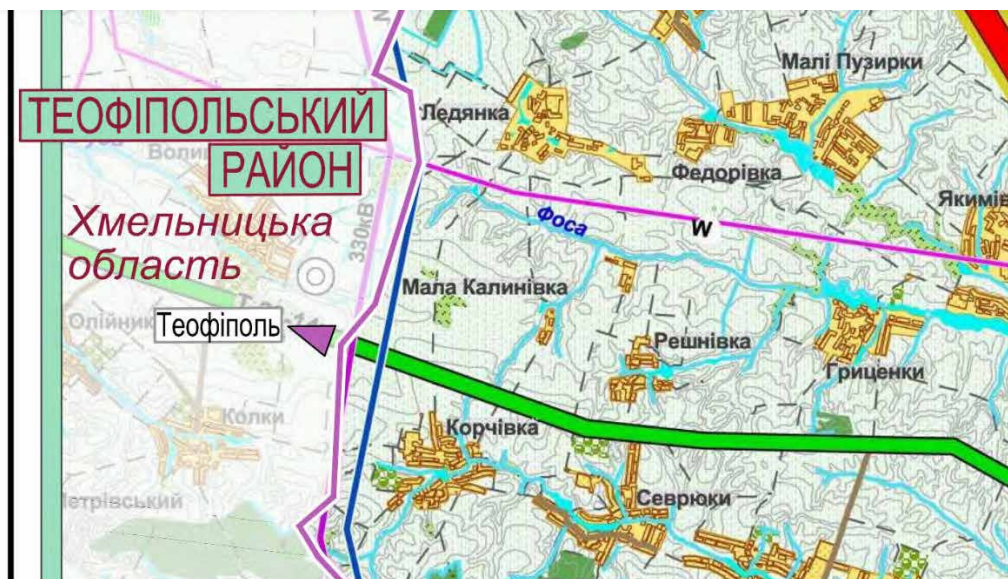 Малі Пузирки
Ледянка
ТЕОФІПОЛЬСЬКИЙ
РАЙОН
Федорівка
Якимів
Хмельницька
область
330кВ
Фоса
W
Мала Калинівка
Олійник
Теофіполь
Решнівка
Гриценки
Колки
Корчівка
Севрюки